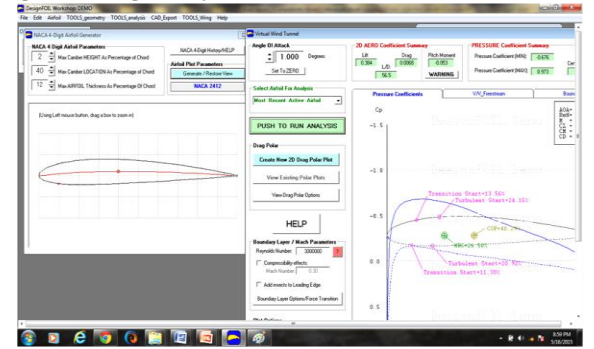 DesignFOIL Workshop DEMO
File Edit Airfoil TOOLS_geometry TOOLS_analysis CAD_Export TOOLS_Wing Help
NACA 4-Digit Airfoil Generator
NACA 4 Digit Airfoil Parameters
2 Max Camber HEIGHT As Percentage of Chord
40 Max Camber LOCATION As Percentage of Chord
12 Max AIRFOIL Thickness As Percentage Of Chord
NACA 4-Digit History/HELP
Airfoil Plot Parameters
Generate / Restore View
NACA 2412
(Using Left mouse button, drag a box to zoom in)
Virtual Wind Tunnel
Angle Of Attack
1.000 Degrees
Set To ZERO
Select Airfoil For Analysis
Most Recent Active Airfoil
PUSH TO RUN ANALYSIS
Drag Polar
Create New 2D Drag Polar Plot
View Existing Polar Plots
View Drag Polar Options
HELP
Boundary Layer / Mach Parameters
Reynolds Number: 3000000 ?
Compressibility effects
Mach Number: 0.30
Add insects to Leading Edge
Boundary Layer Options/Force Transition
2D AERO Coefficient Summary
Lift Drag Pitch Moment
0.384 0.0068 -0.053
L/D: 56.5 WARNING
PRESSURE Coefficient Summary
Pressure Coefficient (MIN): -0.676
Pressure Coefficient (MAX): 0.973
Pressure Coefficients V/V_Freestream Boun
AOA=
Cp
-1.5
-1.0
-0.5
0.0
0.5
Transition Start=13.56%
Turbulent Start=24.15%
Transition Start=11.38%
8:59 PM
5/16/2015